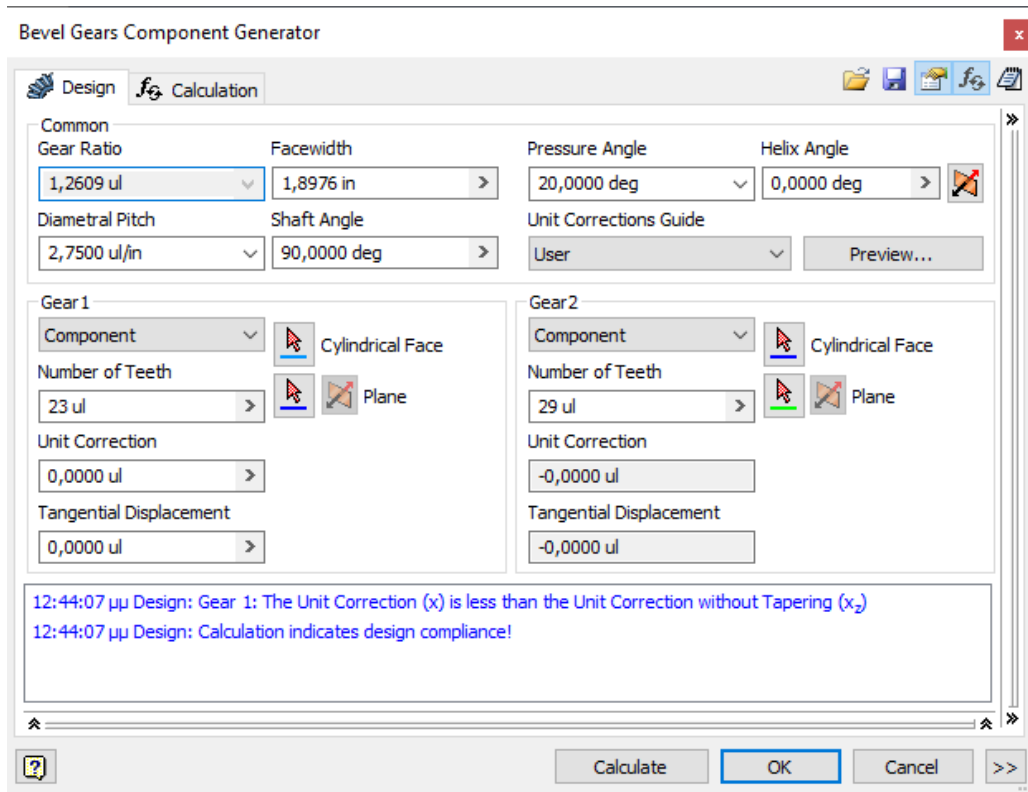 Bevel Gears Component Generator
x
Design
fG Calculation
Common
Gear Ratio Facewidth Pressure Angle Helix Angle
1,2609 ul 1,8976 in 20,0000 deg 0,0000 deg
Diametral Pitch Shaft Angle Unit Corrections Guide
2,7500 ul/in 90,0000 deg User Preview...
Gear1
Component
Cylindrical Face
Number of Teeth
23 ul
Plane
Unit Correction
0,0000 ul
Tangential Displacement
0,0000 ul
Gear2
Component
Cylindrical Face
Number of Teeth
29 ul
Plane
Unit Correction
-0,0000 ul
Tangential Displacement
-0,0000 ul
12:44:07 μμ Design: Gear 1: The Unit Correction (x) is less than the Unit Correction without Tapering (xz)
12:44:07 μμ Design: Calculation indicates design compliance!
? Calculate OK Cancel >>